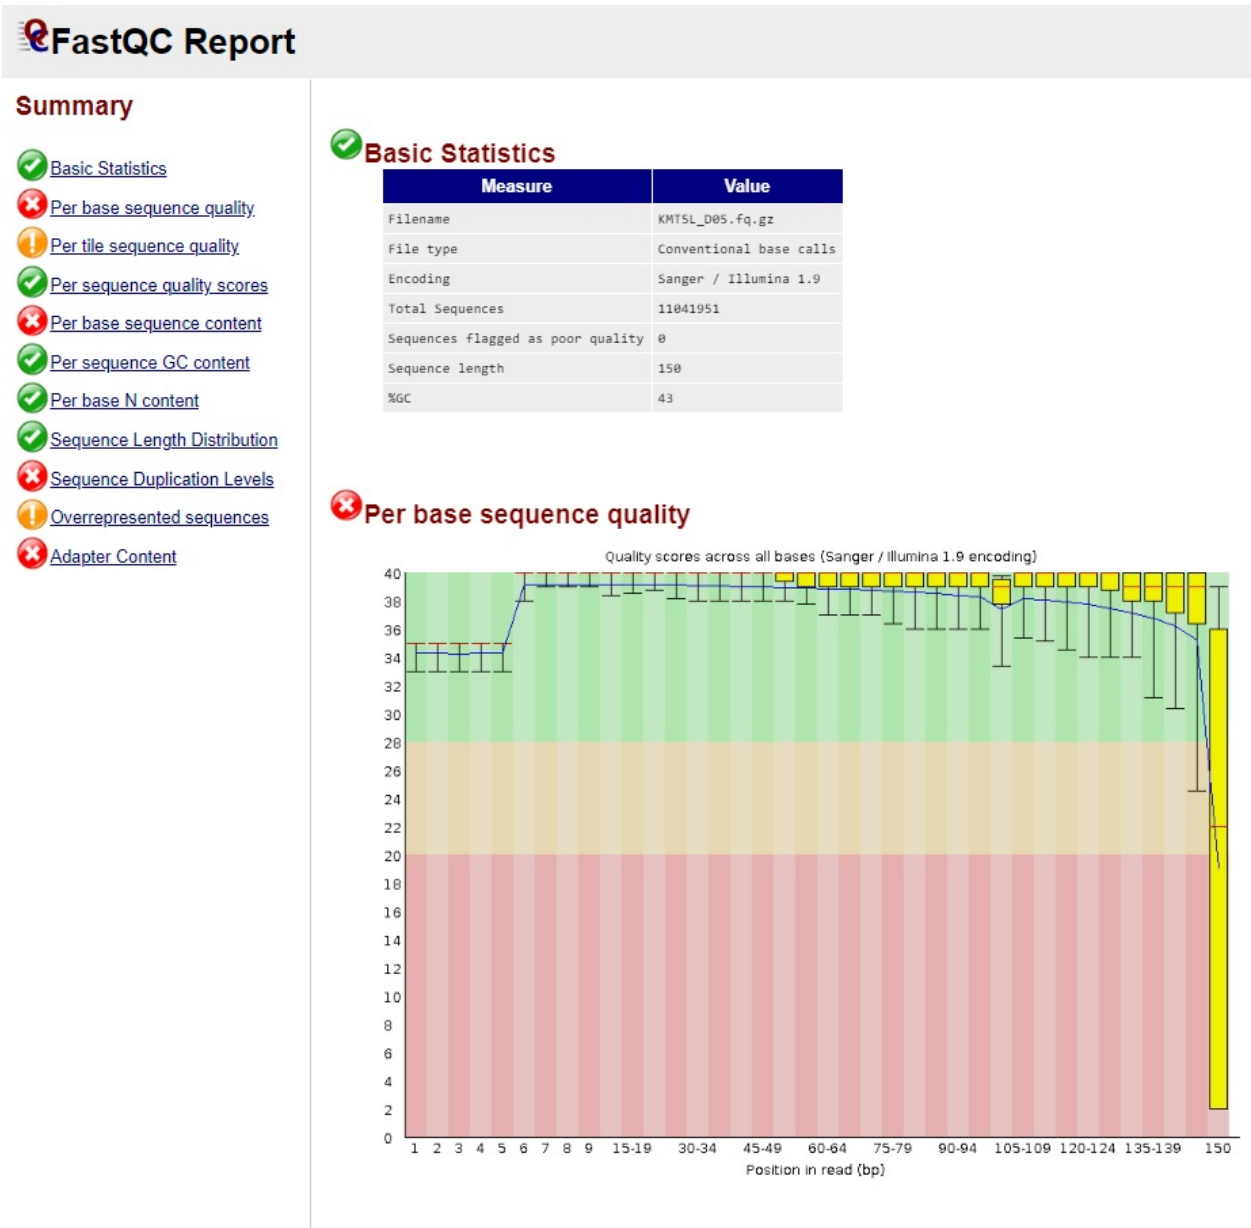 FastQC Report
Summary
Basic Statistics
Per base sequence quality
Per tile sequence quality
Per sequence quality scores
Per base sequence content
Per sequence GC content
Per base N content
Sequence Length Distribution
Sequence Duplication Levels
Overrepresented sequences
Adapter Content
Basic Statistics
Measure Value
Filename KMT5L_D05.fq.gz
File type Conventional base calls
Encoding Sanger / Illumina 1.9
Total Sequences 11041951
Sequences flagged as poor quality 0
Sequence length 150
%GC 43
Per base sequence quality
Quality scores across all bases (Sanger / Illumina 1.9 encoding)
40
38
36
34
32
30
28
26
24
22
20
18
16
14
12
10
8
6
4
2
0
1 2 3 4 5 6 7 8 9 15-19 30-34 45-49 60-64 75-79 90-94 105-109 120-124 135-139 150
Position in read (bp)